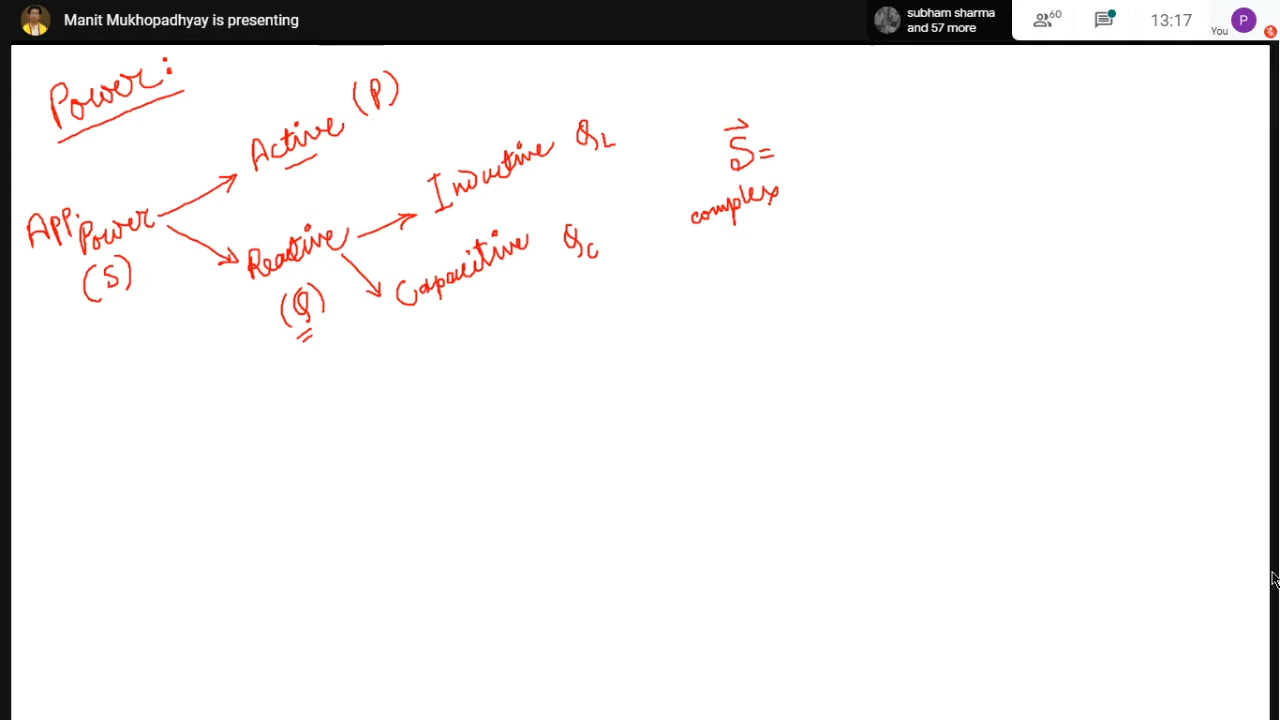 Manit Mukhopadhyay is presenting
subham sharma
and 57 more
60
13:17
You
P
Power:
Active (P)
App. Power
(S)
Reactive
(Q)
Inductive QL
Capacitive QC
S =
complex